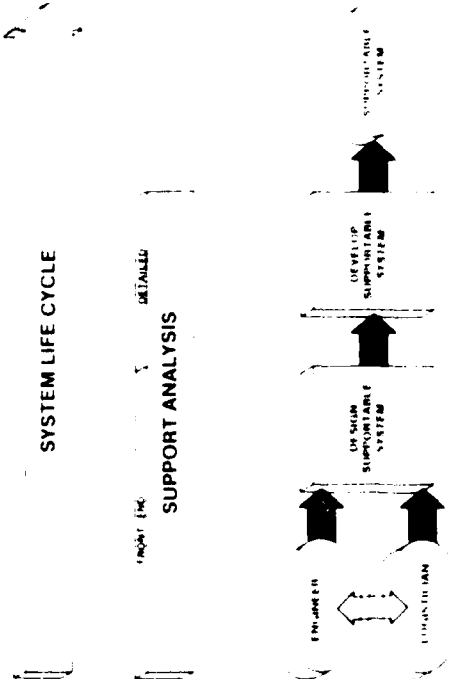 SYSTEM LIFE CYCLE
FRONT END
DETAILED
SUPPORT ANALYSIS
ENGINEER
LOGISTICIAN
DESIGN
SUPPORTABLE
SYSTEM
DEVELOP
SUPPORTABLE
SYSTEM
SUPPORTABLE
SYSTEM